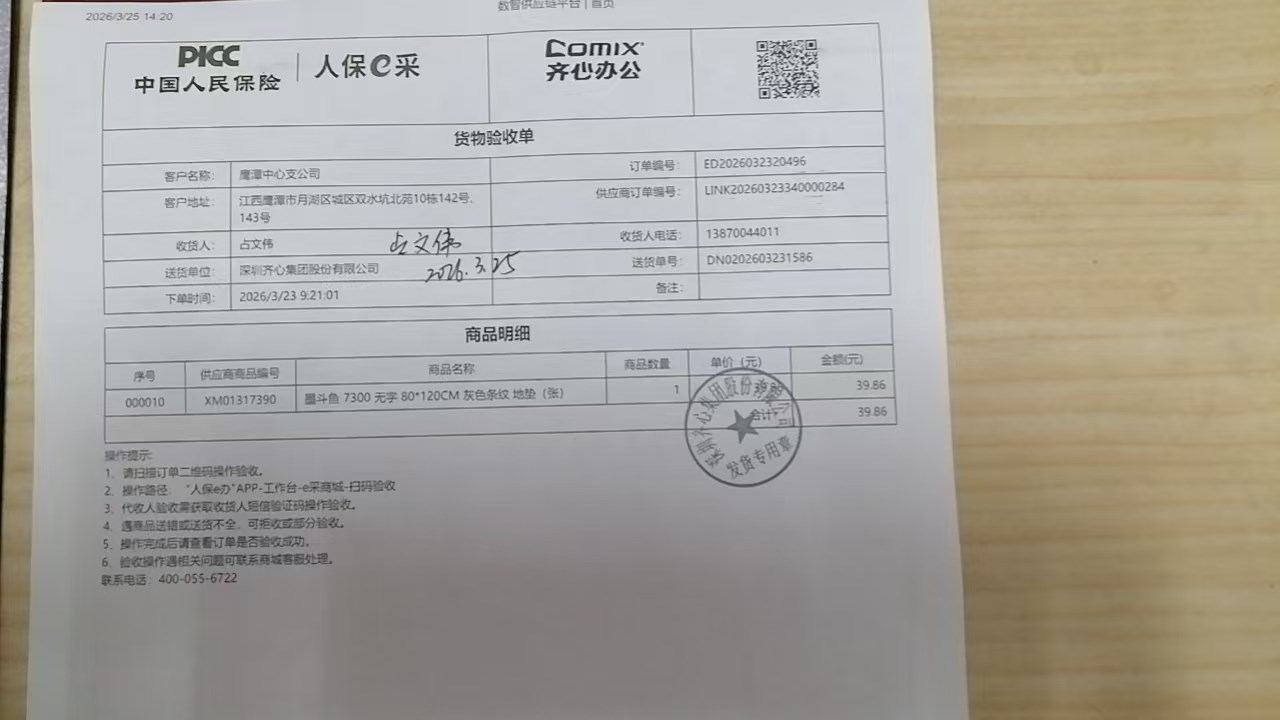 2026/3/25 14:20
数智供应链平台 | 首页
PICC
中国人民保险 | 人保e采
Comix
齐心办公
货物验收单
客户名称: 鹰潭中心支公司 订单编号: ED2026032320496
客户地址: 江西鹰潭市月湖区城区双水坑北苑10栋142号, 143号 供应商订单编号: LINK20260323340000284
收货人: 占文伟 占文伟 收货人电话: 13870044011
送货单位: 深圳齐心集团股份有限公司 2026.3.25 送货单号: DN0202603231586
下单时间: 2026/3/23 9:21:01 备注:
商品明细
序号 供应商商品编号 商品名称 商品数量 单价（元） 金额(元)
000010 XM01317390 墨斗鱼 7300 无字 80*120CM 灰色条纹 地垫（张） 1 39.86
合计 39.86
深圳齐心集团股份有限公司
发货专用章
操作提示:
1、请扫描订单二维码操作验收。
2、操作路径: "人保e办"APP-工作台-e采商城-扫码验收
3、代收人验收需获取收货人短信验证码操作验收。
4、遇商品送错或送货不全，可拒收或部分验收。
5、操作完成后请查看订单是否验收成功。
6、验收操作遇相关问题可联系商城客服处理。
联系电话: 400-055-6722